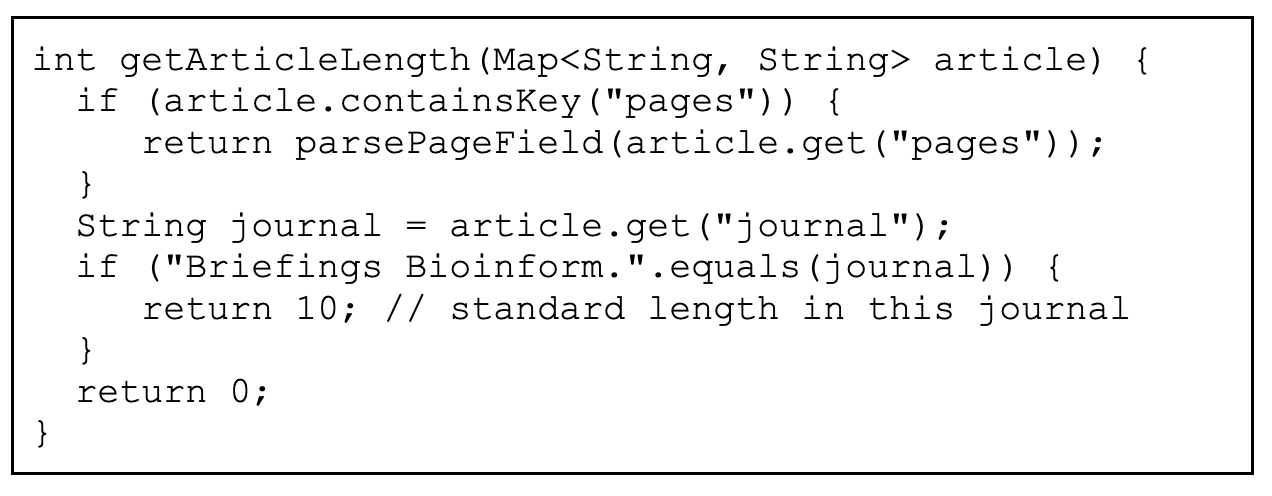 int getArticleLength(Map<String, String> article) {
  if (article.containsKey("pages")) {
    return parsePageField(article.get("pages"));
  }
  String journal = article.get("journal");
  if ("Briefings Bioinform.".equals(journal)) {
    return 10; // standard length in this journal
  }
  return 0;
}